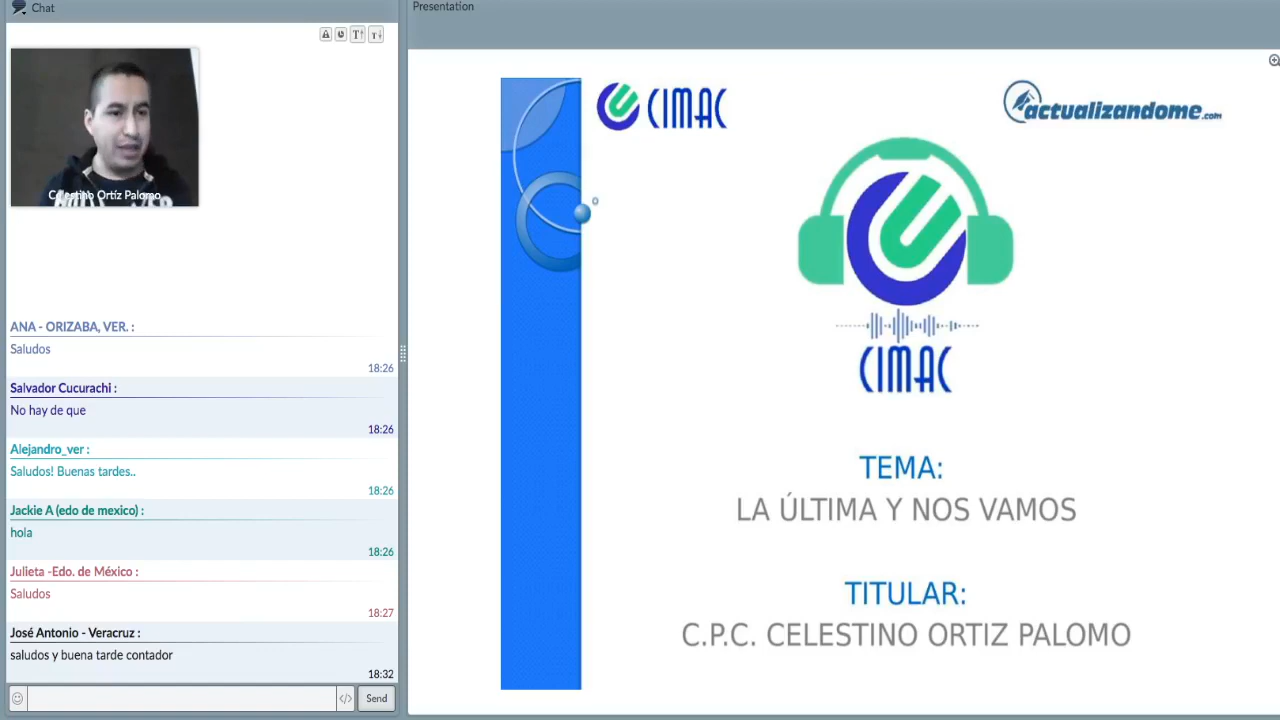 Chat
Celestino Ortíz Palomo
ANA - ORIZABA, VER. :
Saludos
18:26
Salvador Cucurachi :
No hay de que
18:26
Alejandro_ver :
Saludos! Buenas tardes..
18:26
Jackie A (edo de mexico) :
hola
18:26
Julieta -Edo. de México :
Saludos
18:27
José Antonio - Veracruz :
saludos y buena tarde contador
18:32
Send
Presentation
CIMAC
actualizandome.com
CIMAC
TEMA:
LA ÚLTIMA Y NOS VAMOS
TITULAR:
C.P.C. CELESTINO ORTIZ PALOMO